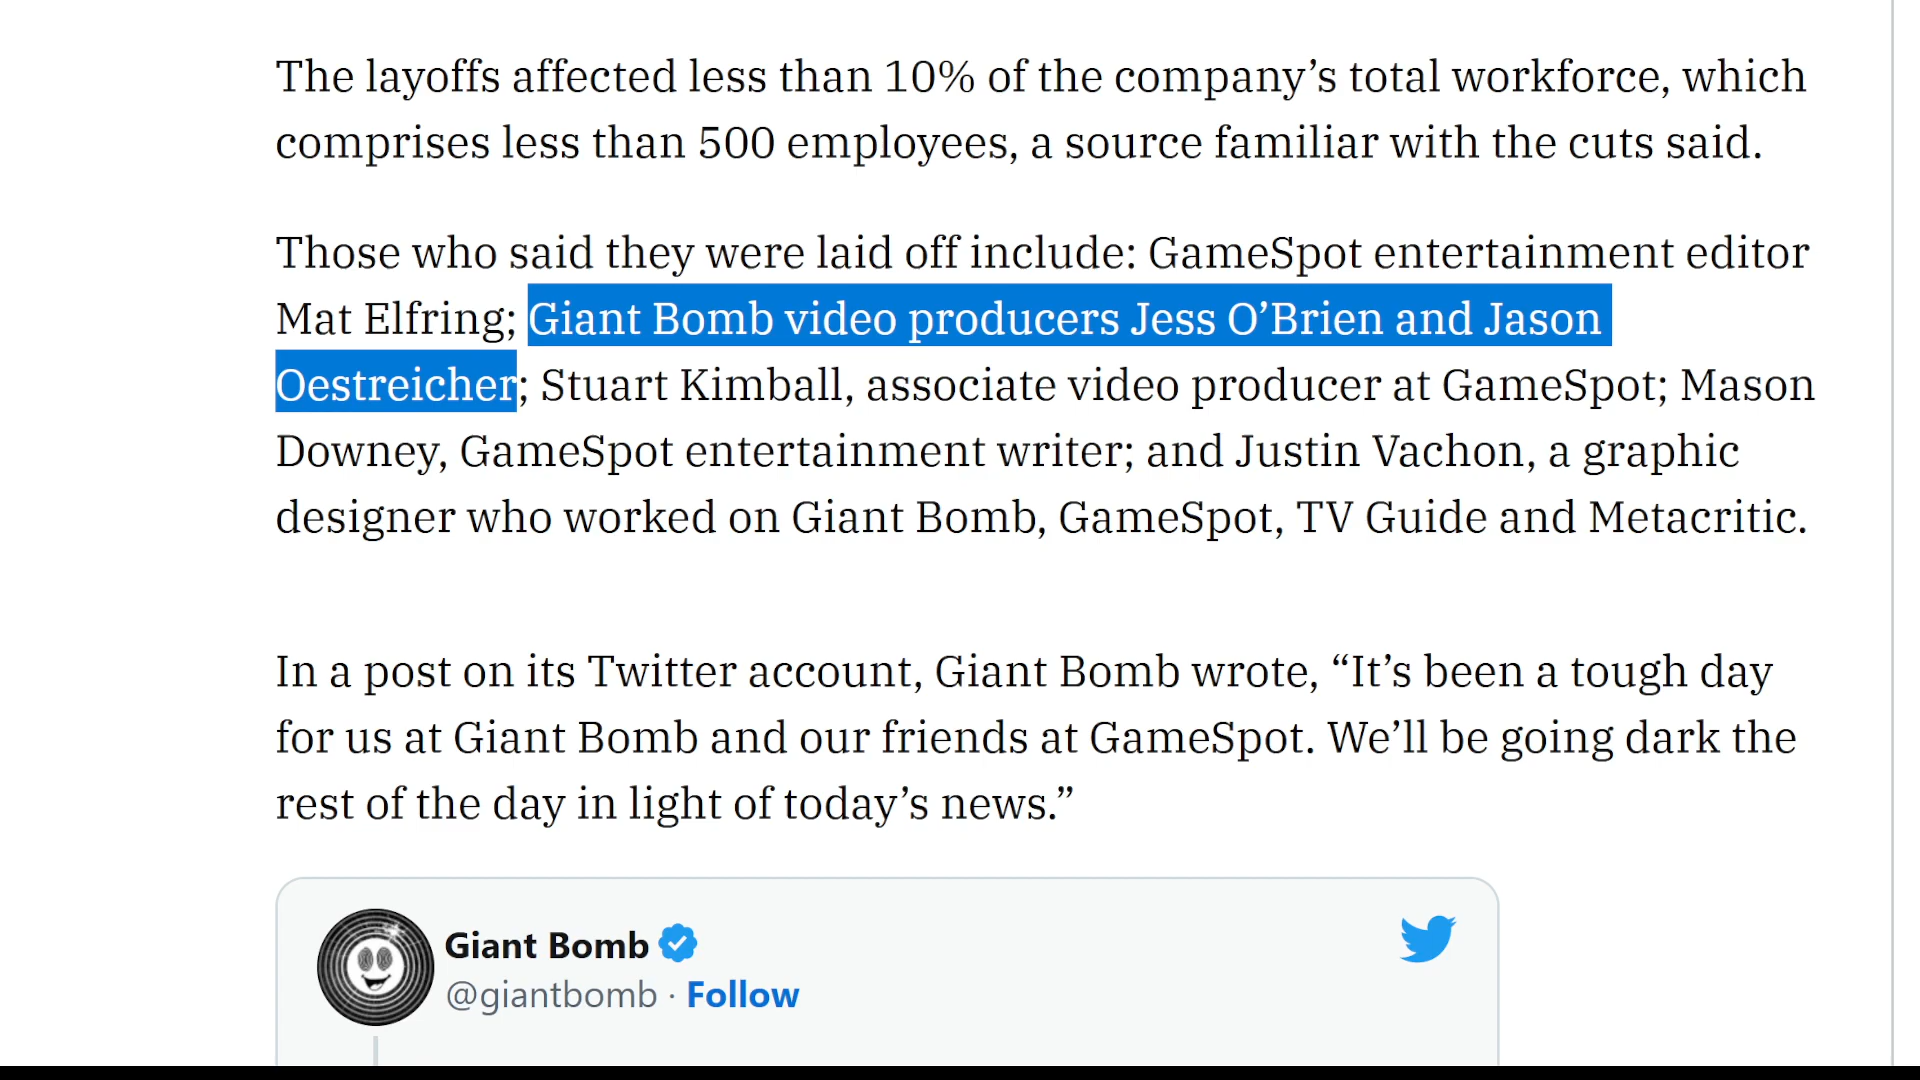 The layoffs affected less than 10% of the company’s total workforce, which
comprises less than 500 employees, a source familiar with the cuts said.
Those who said they were laid off include: GameSpot entertainment editor
Mat Elfring; Giant Bomb video producers Jess O’Brien and Jason
Oestreicher; Stuart Kimball, associate video producer at GameSpot; Mason
Downey, GameSpot entertainment writer; and Justin Vachon, a graphic
designer who worked on Giant Bomb, GameSpot, TV Guide and Metacritic.
In a post on its Twitter account, Giant Bomb wrote, “It’s been a tough day
for us at Giant Bomb and our friends at GameSpot. We’ll be going dark the
rest of the day in light of today’s news.”
Giant Bomb
@giantbomb · Follow